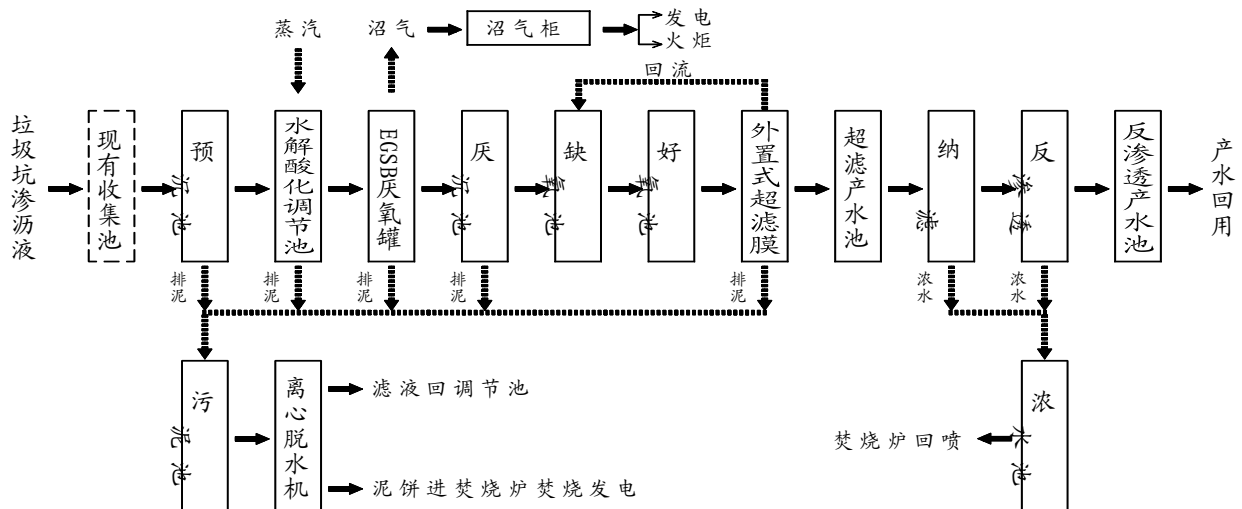 蒸汽
沼气
沼气柜
发电
火炬
回流
垃圾坑渗沥液
现有收集池
预沉池
水解酸化调节池
EGSB厌氧罐
厌沉池
缺氧池
好氧池
外置式超滤膜
超滤产水池
纳滤
反渗透
反渗透产水池
产水回用
排泥
排泥
排泥
排泥
排泥
浓水
浓水
污泥池
离心脱水机
滤液回调节池
泥饼进焚烧炉焚烧发电
焚烧炉回喷
浓水池